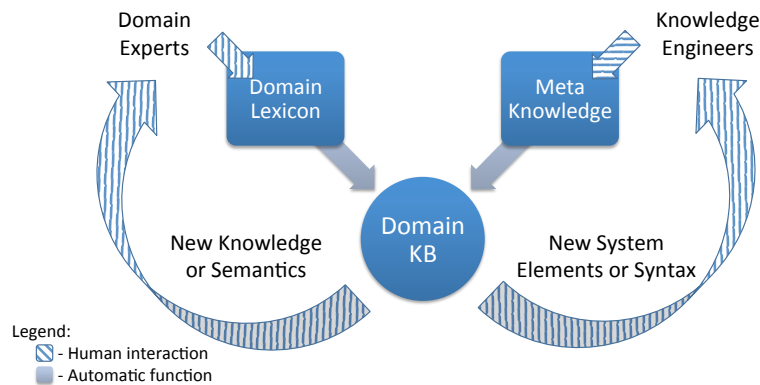 Domain
Experts
Knowledge
Engineers
Domain
Lexicon
Meta
Knowledge
Domain
KB
New Knowledge
or Semantics
New System
Elements or Syntax
Legend:
- Human interaction
- Automatic function